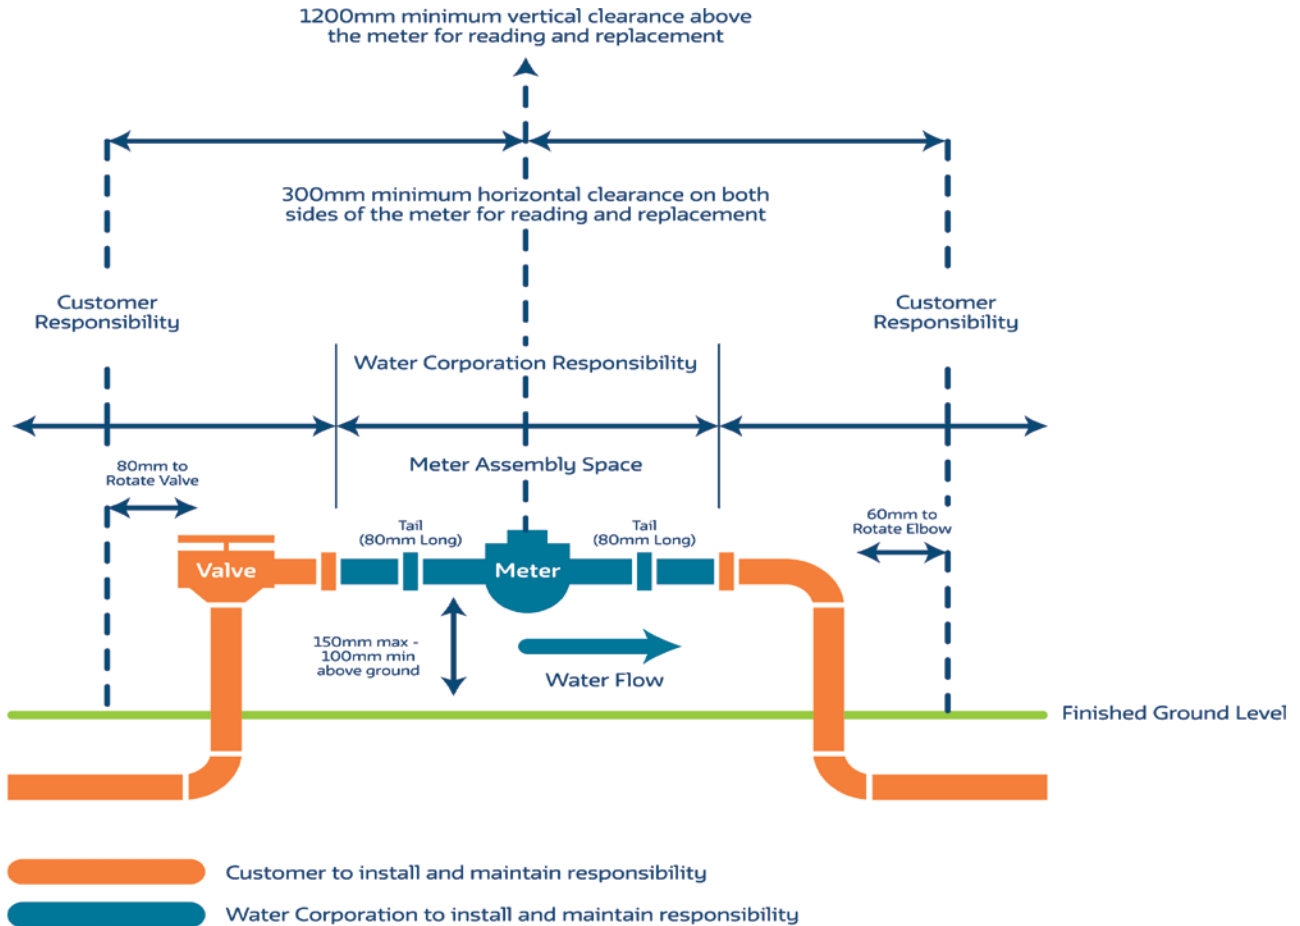 1200mm minimum vertical clearance above
the meter for reading and replacement
300mm minimum horizontal clearance on both
sides of the meter for reading and replacement
Customer
Responsibility
Customer
Responsibility
Water Corporation Responsibility
80mm to
Rotate Valve
Meter Assembly Space
60mm to
Rotate Elbow
Tail
(80mm Long)
Tail
(80mm Long)
Valve
Meter
150mm max -
100mm min
above ground
Water Flow
Finished Ground Level
Customer to install and maintain responsibility
Water Corporation to install and maintain responsibility